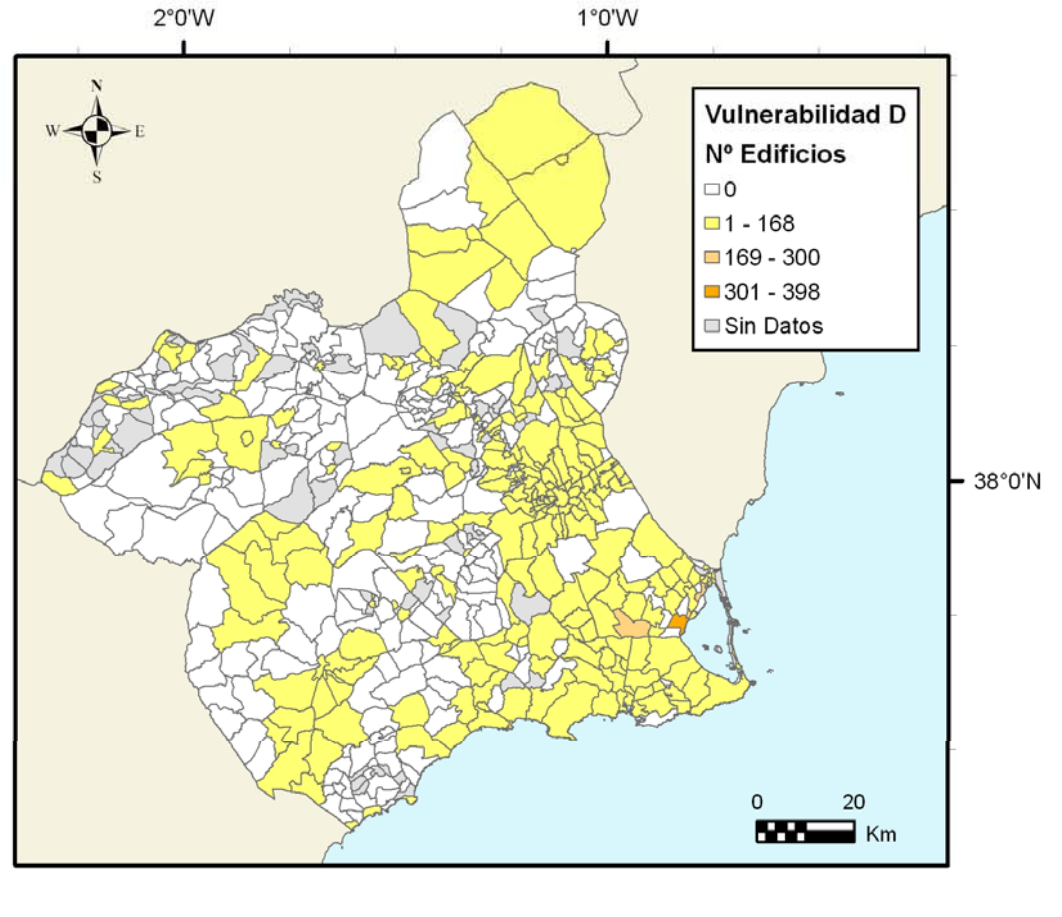 2°0'W
1°0'W
N
W
E
S
Vulnerabilidad D
Nº Edificios
0
1 - 168
169 - 300
301 - 398
Sin Datos
38°0'N
0
20
Km